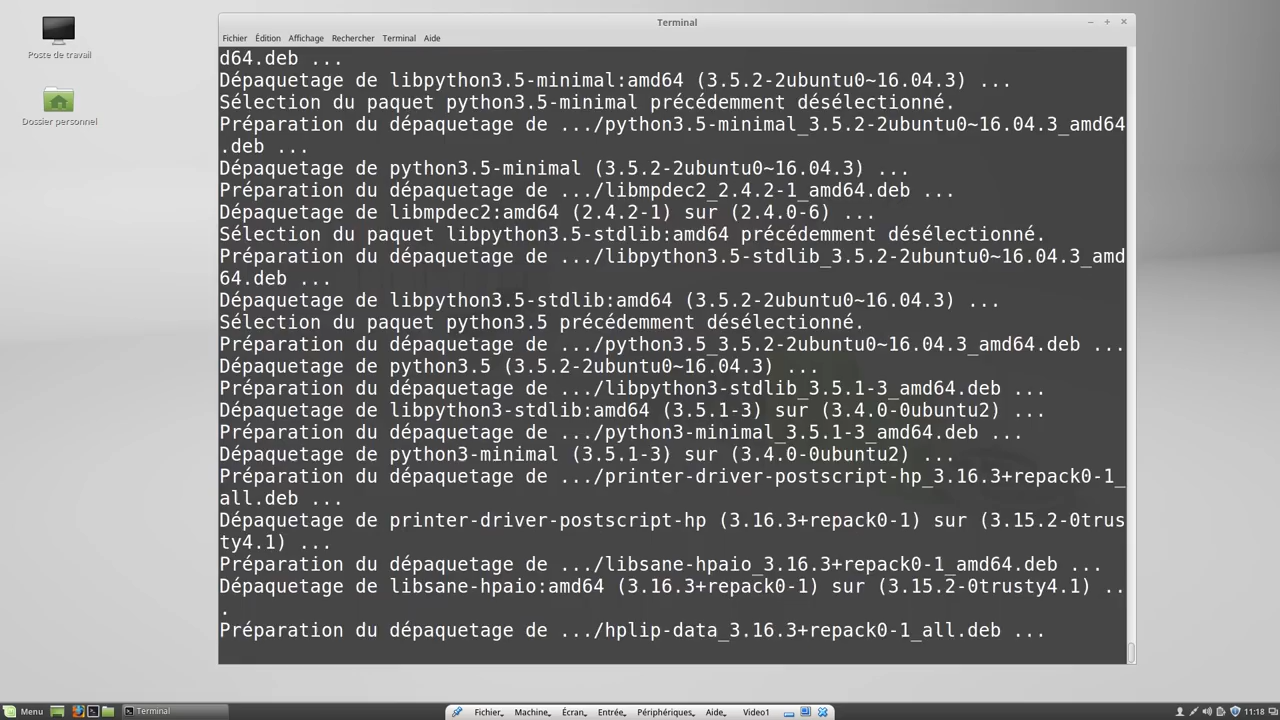 Terminal
Fichier Édition Affichage Rechercher Terminal Aide
Poste de travail
Dossier personnel
d64.deb ...
Dépaquetage de libpython3.5-minimal:amd64 (3.5.2-2ubuntu0~16.04.3) ...
Sélection du paquet python3.5-minimal précédemment désélectionné.
Préparation du dépaquetage de .../python3.5-minimal_3.5.2-2ubuntu0~16.04.3_amd64
.deb ...
Dépaquetage de python3.5-minimal (3.5.2-2ubuntu0~16.04.3) ...
Préparation du dépaquetage de .../libmpdec2_2.4.2-1_amd64.deb ...
Dépaquetage de libmpdec2:amd64 (2.4.2-1) sur (2.4.0-6) ...
Sélection du paquet libpython3.5-stdlib:amd64 précédemment désélectionné.
Préparation du dépaquetage de .../libpython3.5-stdlib_3.5.2-2ubuntu0~16.04.3_amd
64.deb ...
Dépaquetage de libpython3.5-stdlib:amd64 (3.5.2-2ubuntu0~16.04.3) ...
Sélection du paquet python3.5 précédemment désélectionné.
Préparation du dépaquetage de .../python3.5_3.5.2-2ubuntu0~16.04.3_amd64.deb ...
Dépaquetage de python3.5 (3.5.2-2ubuntu0~16.04.3) ...
Préparation du dépaquetage de .../libpython3-stdlib_3.5.1-3_amd64.deb ...
Dépaquetage de libpython3-stdlib:amd64 (3.5.1-3) sur (3.4.0-0ubuntu2) ...
Préparation du dépaquetage de .../python3-minimal_3.5.1-3_amd64.deb ...
Dépaquetage de python3-minimal (3.5.1-3) sur (3.4.0-0ubuntu2) ...
Préparation du dépaquetage de .../printer-driver-postscript-hp_3.16.3+repack0-1_
all.deb ...
Dépaquetage de printer-driver-postscript-hp (3.16.3+repack0-1) sur (3.15.2-0trus
ty4.1) ...
Préparation du dépaquetage de .../libsane-hpaio_3.16.3+repack0-1_amd64.deb ...
Dépaquetage de libsane-hpaio:amd64 (3.16.3+repack0-1) sur (3.15.2-0trusty4.1) ..
.
Préparation du dépaquetage de .../hplip-data_3.16.3+repack0-1_all.deb ...
Menu Terminal Fichier Machine Écran Entrée Périphériques Aide Video1 11:18